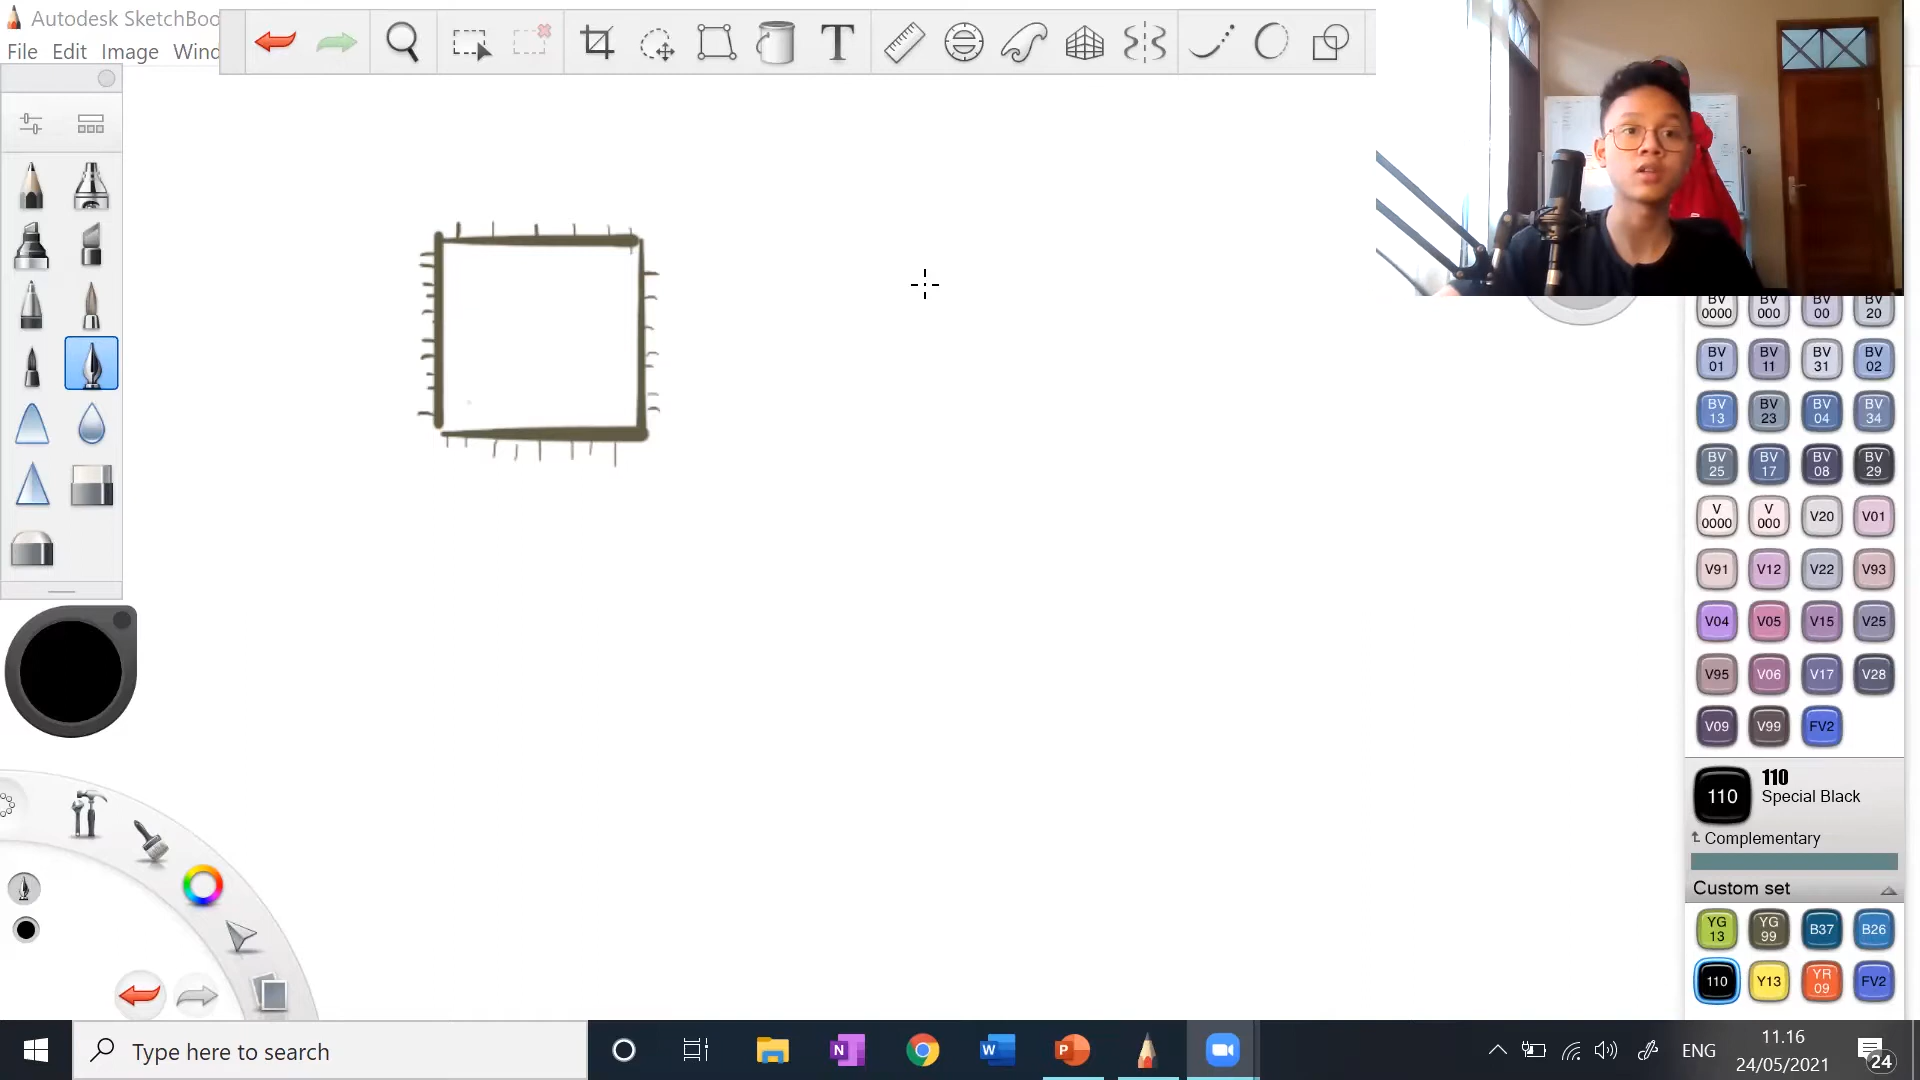 Autodesk SketchBoo
File Edit Image Wind
T
BV 0000
BV 000
BV 00
BV 20
BV 01
BV 11
BV 31
BV 02
BV 13
BV 23
BV 04
BV 34
BV 25
BV 17
BV 08
BV 29
V 0000
V 000
V20
V01
V91
V12
V22
V93
V04
V05
V15
V25
V95
V06
V17
V28
V09
V99
FV2
110
110
Special Black
Complementary
Custom set
YG 13
YG 99
B37
B26
110
Y13
YR 09
FV2
Type here to search
N
W
P
ENG
11.16
24/05/2021
24